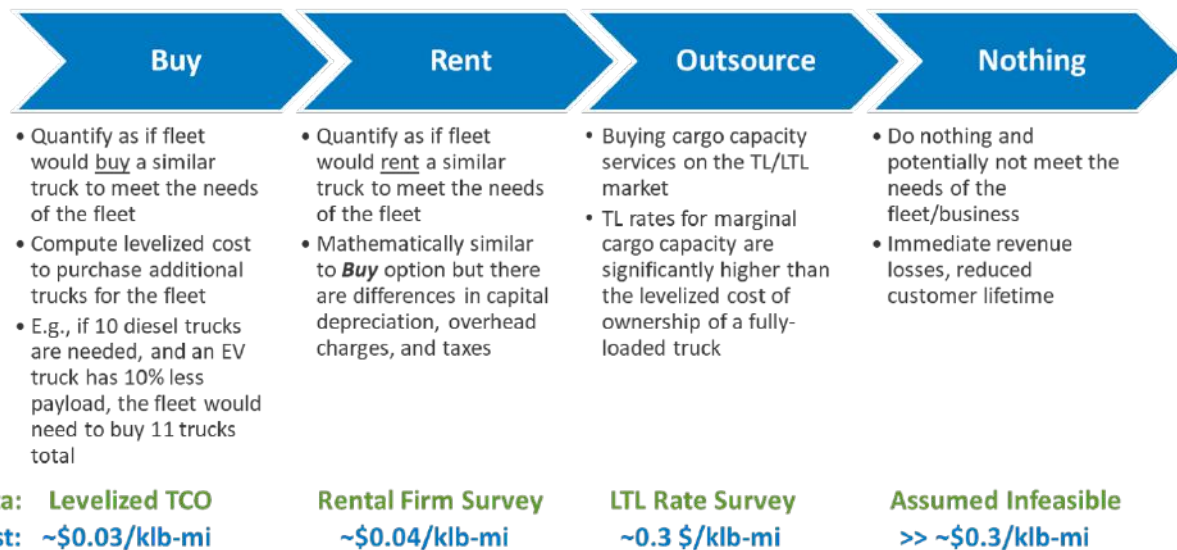 Buy
Rent
Outsource
Nothing
• Quantify as if fleet
would buy a similar
truck to meet the needs
of the fleet
• Compute levelized cost
to purchase additional
trucks for the fleet
• E.g., if 10 diesel trucks
are needed, and an EV
truck has 10% less
payload, the fleet would
need to buy 11 trucks
total
• Quantify as if fleet
would rent a similar
truck to meet the needs
of the fleet
• Mathematically similar
to Buy option but there
are differences in capital
depreciation, overhead
charges, and taxes
• Buying cargo capacity
services on the TL/LTL
market
• TL rates for marginal
cargo capacity are
significantly higher than
the levelized cost of
ownership of a fully-
loaded truck
• Do nothing and
potentially not meet the
needs of the
fleet/business
• Immediate revenue
losses, reduced
customer lifetime
ta: Levelized TCO Rental Firm Survey LTL Rate Survey Assumed Infeasible
st: ~$0.03/klb-mi ~$0.04/klb-mi ~0.3 $/klb-mi >> ~$0.3/klb-mi